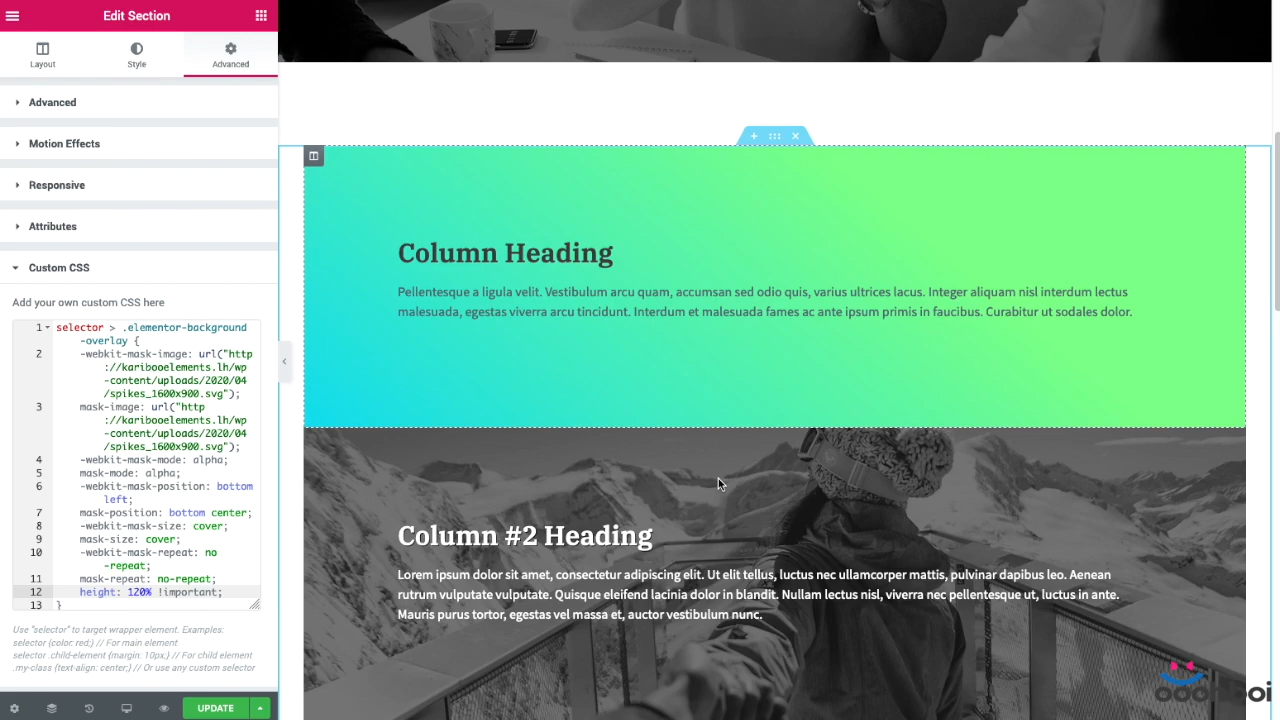 Edit Section
Layout
Style
Advanced
Advanced
Motion Effects
Responsive
Attributes
Custom CSS
Add your own custom CSS here
1 selector > .elementor-background
-overlay {
2 -webkit-mask-image: url("http
://karibooelements.lh/wp
-content/uploads/2020/04
/spikes_1600x900.svg");
3 mask-image: url("http
://karibooelements.lh/wp
-content/uploads/2020/04
/spikes_1600x900.svg");
4 -webkit-mask-mode: alpha;
5 mask-mode: alpha;
6 -webkit-mask-position: bottom
left;
7 mask-position: bottom center;
8 -webkit-mask-size: cover;
9 mask-size: cover;
10 -webkit-mask-repeat: no
-repeat;
11 mask-repeat: no-repeat;
12 height: 120% !important;
13 }
Use "selector" to target wrapper element. Examples:
selector {color: red;} // For main element
selector .child-element {margin: 10px;} // For child element
.my-class {text-align: center;} // Or use any custom selector
UPDATE
Column Heading
Pellentesque a ligula velit. Vestibulum arcu quam, accumsan sed odio quis, varius ultrices lacus. Integer aliquam nisl interdum lectus
malesuada, egestas viverra arcu tincidunt. Interdum et malesuada fames ac ante ipsum primis in faucibus. Curabitur ut sodales dolor.
Column #2 Heading
Lorem ipsum dolor sit amet, consectetur adipiscing elit. Ut elit tellus, luctus nec ullamcorper mattis, pulvinar dapibus leo. Aenean
rutrum vulputate vulputate. Quisque eleifend lacinia dolor in blandit. Nullam lectus nisl, viverra nec pellentesque ut, luctus in ante.
Mauris purus tortor, egestas vel massa et, auctor vestibulum nunc.